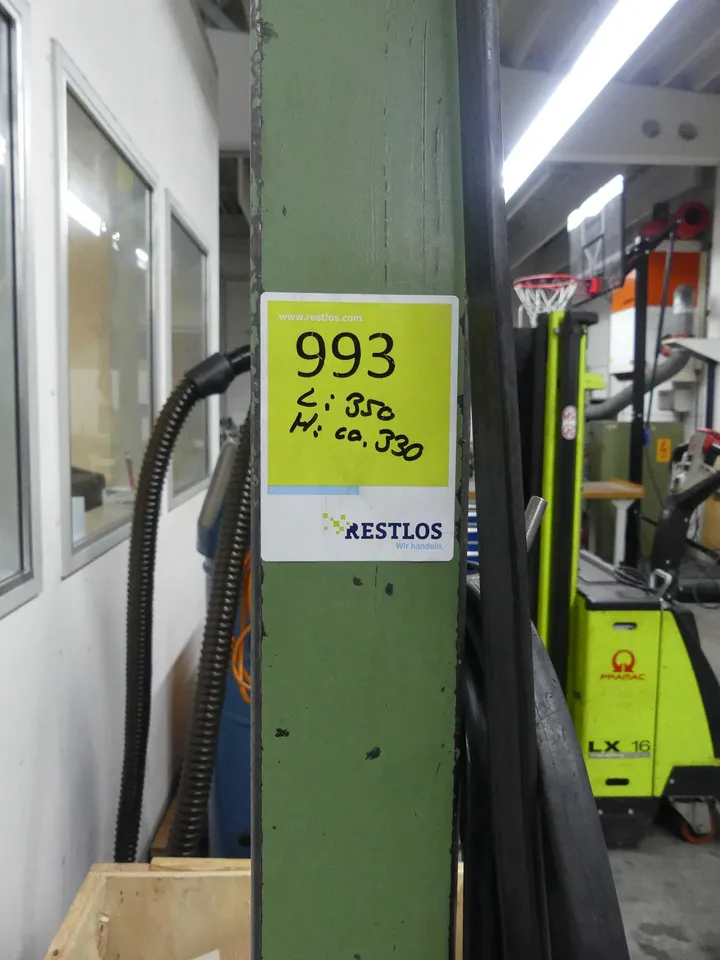 www.restlos.com
993
L: 350
H: ca. 330
RESTLOS
Wir handeln.
PRAMAC
LX 16